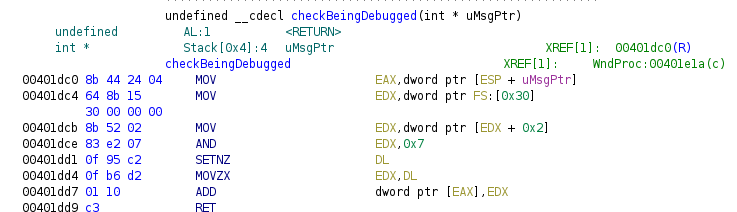 undefined __cdecl checkBeingDebugged(int * uMsgPtr)
undefined AL:1 <RETURN>
int * Stack[0x4]:4 uMsgPtr XREF[1]: 00401dc0(R)
checkBeingDebugged XREF[1]: WndProc:00401e1a(c)
00401dc0 8b 44 24 04 MOV EAX,dword ptr [ESP + uMsgPtr]
00401dc4 64 8b 15 MOV EDX,dword ptr FS:[0x30]
30 00 00 00
00401dcb 8b 52 02 MOV EDX,dword ptr [EDX + 0x2]
00401dce 83 e2 07 AND EDX,0x7
00401dd1 0f 95 c2 SETNZ DL
00401dd4 0f b6 d2 MOVZX EDX,DL
00401dd7 01 10 ADD dword ptr [EAX],EDX
00401dd9 c3 RET